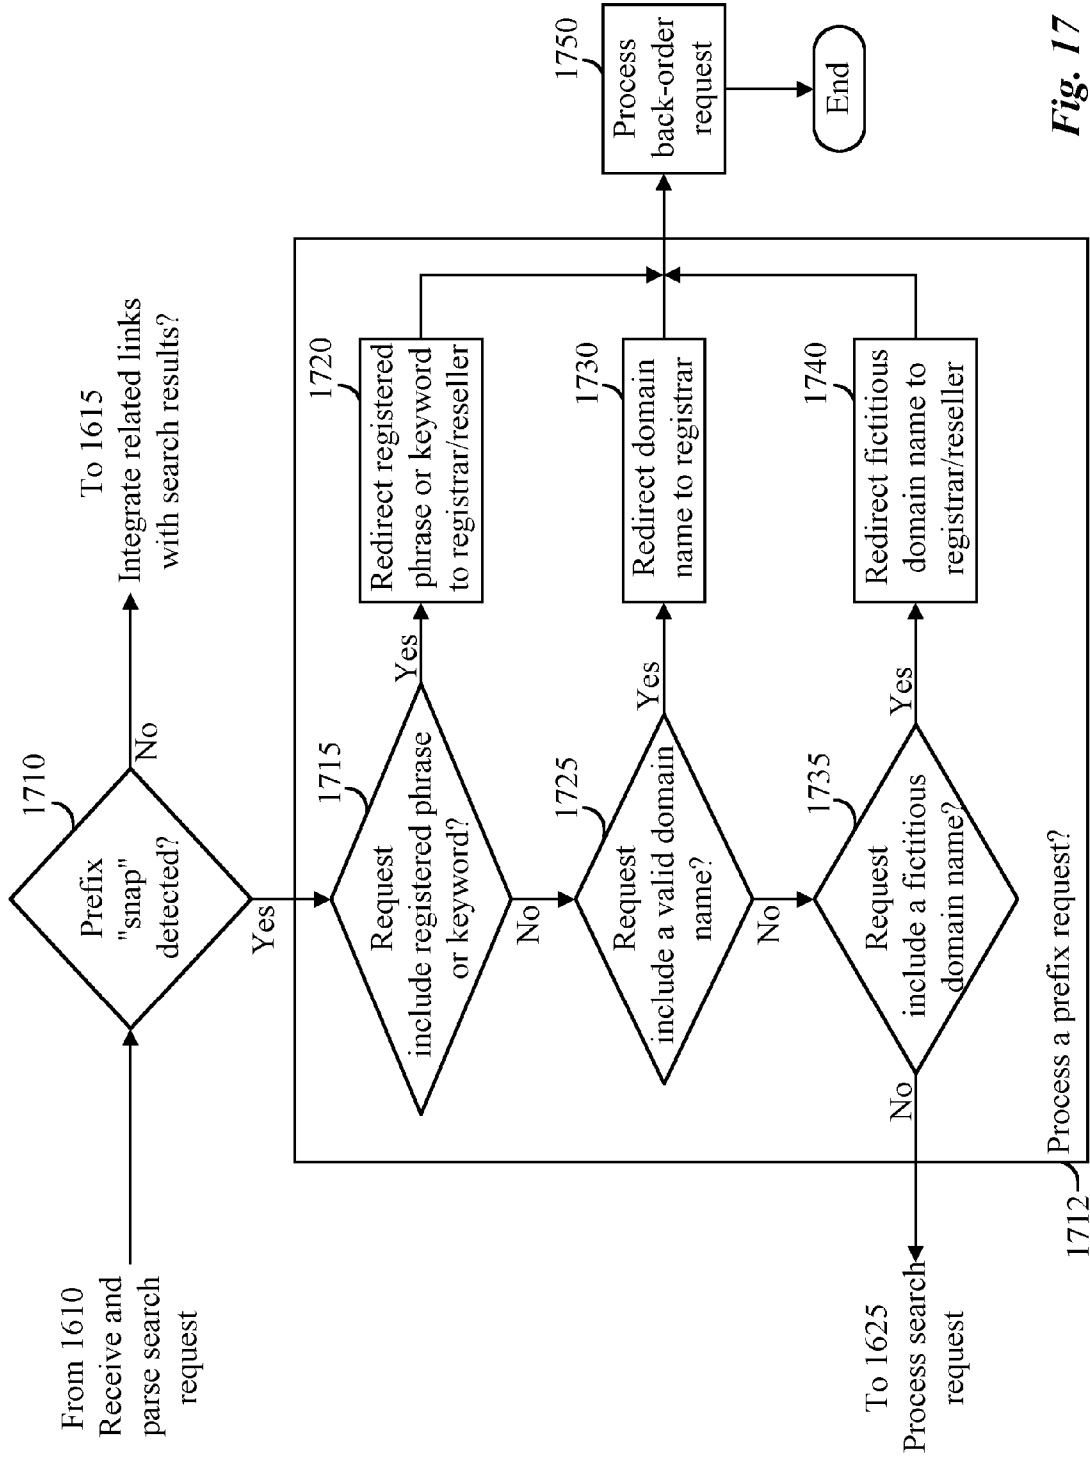 From 1610
Receive and
parse search
request
1710
Prefix
"snap"
detected?
No
To 1615
Integrate related links
with search results?
Yes
1715
Request
include registered phrase
or keyword?
Yes
1720
Redirect registered
phrase or keyword
to registrar/reseller
No
1725
Request
include a valid domain
name?
Yes
1730
Redirect domain
name to registrar
No
1735
Request
include a fictitious
domain name?
Yes
1740
Redirect fictitious
domain name to
registrar/reseller
No
To 1625
Process search
request
1750
Process
back-order
request
End
1712
Process a prefix request?
Fig. 17